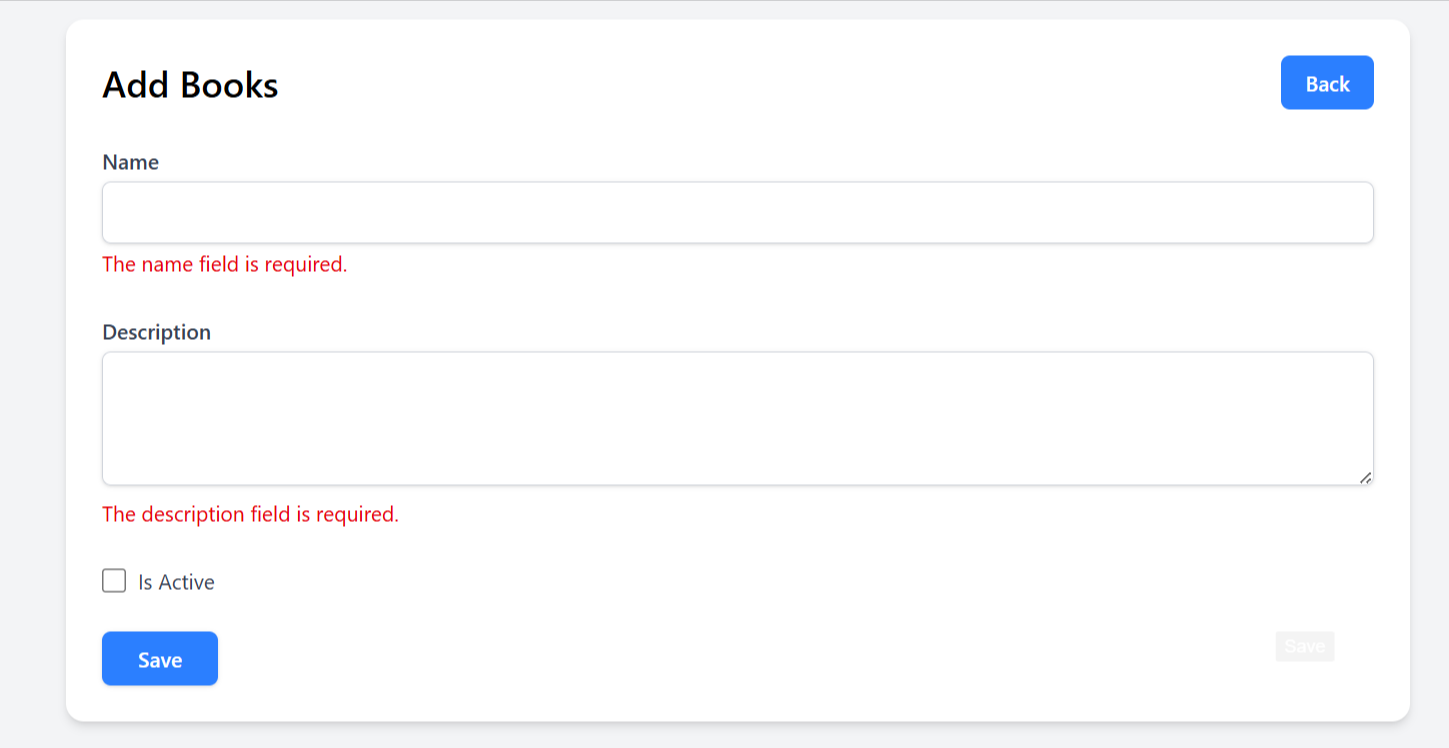 Add Books
Back
Name
The name field is required.
Description
The description field is required.
Is Active
Save
Save